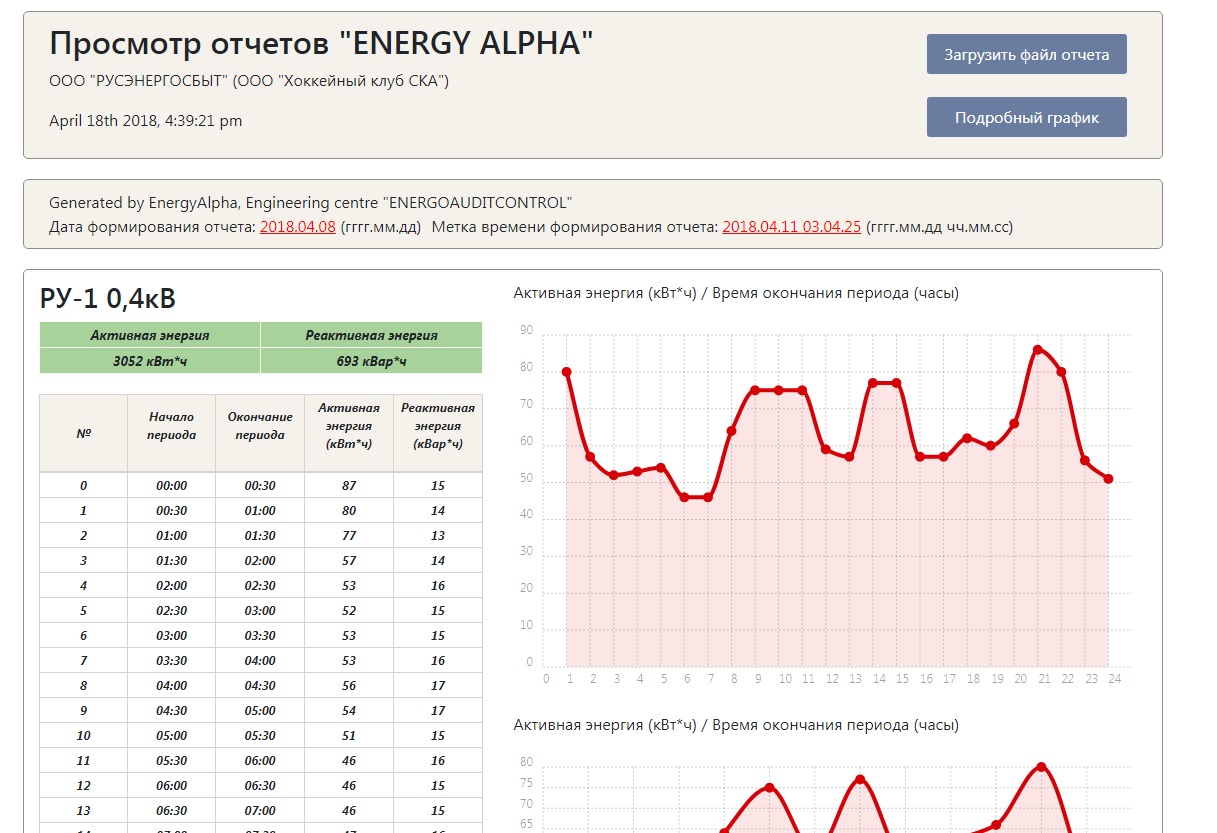 Просмотр отчетов "ENERGY ALPHA"
ООО "РУСЭНЕРГОСБЫТ" (ООО "Хоккейный клуб СКА")
April 18th 2018, 4:39:21 pm
Загрузить файл отчета
Подробный график
Generated by EnergyAlpha, Engineering centre "ENERGOAUDITCONTROL"
Дата формирования отчета: 2018.04.08 (гггг.мм.дд) Метка времени формирования отчета: 2018.04.11 03.04.25 (гггг.мм.дд чч.мм.сс)
РУ-1 0,4кВ
Активная энергия Реактивная энергия
3052 кВт*ч 693 кВар*ч
№ Начало периода Окончание периода Активная энергия (кВт*ч) Реактивная энергия (кВар*ч)
0 00:00 00:30 87 15
1 00:30 01:00 80 14
2 01:00 01:30 77 13
3 01:30 02:00 57 14
4 02:00 02:30 53 16
5 02:30 03:00 52 15
6 03:00 03:30 53 15
7 03:30 04:00 53 16
8 04:00 04:30 56 17
9 04:30 05:00 54 17
10 05:00 05:30 51 15
11 05:30 06:00 46 16
12 06:00 06:30 46 15
13 06:30 07:00 46 15
Активная энергия (кВт*ч) / Время окончания периода (часы)
90
80
70
60
50
40
30
20
10
0
0 1 2 3 4 5 6 7 8 9 10 11 12 13 14 15 16 17 18 19 20 21 22 23 24
Активная энергия (кВт*ч) / Время окончания периода (часы)
80
75
70
65